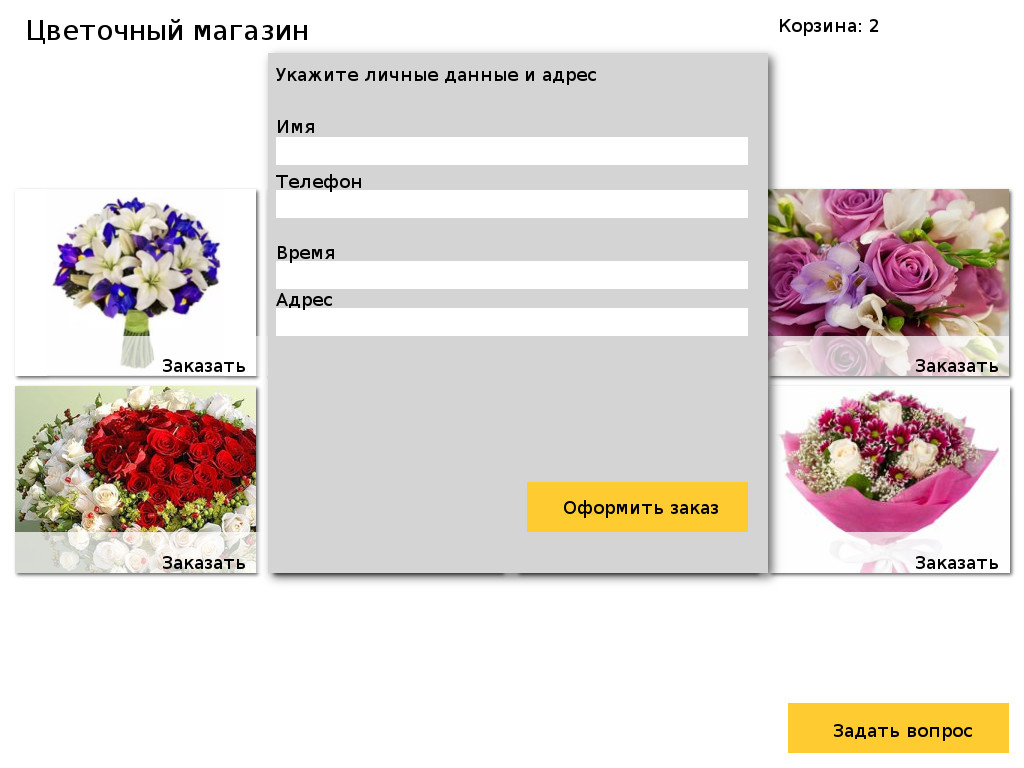 Цветочный магазин
Корзина: 2
Укажите личные данные и адрес
Имя
Телефон
Время
Адрес
Заказать
Заказать
Оформить заказ
Заказать
Заказать
Задать вопрос